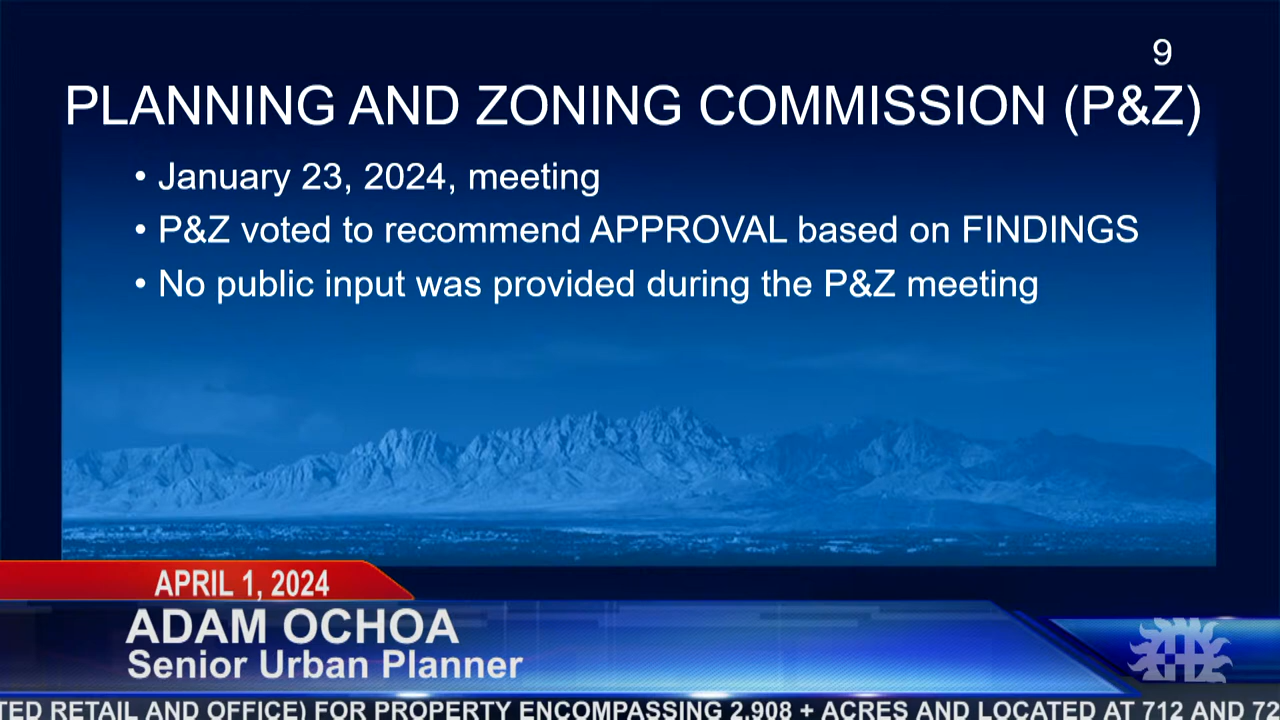 9
PLANNING AND ZONING COMMISSION (P&Z)
• January 23, 2024, meeting
• P&Z voted to recommend APPROVAL based on FINDINGS
• No public input was provided during the P&Z meeting
APRIL 1, 2024
ADAM OCHOA
Senior Urban Planner
TED RETAIL AND OFFICE) FOR PROPERTY ENCOMPASSING 2.908 + ACRES AND LOCATED AT 712 AND 72